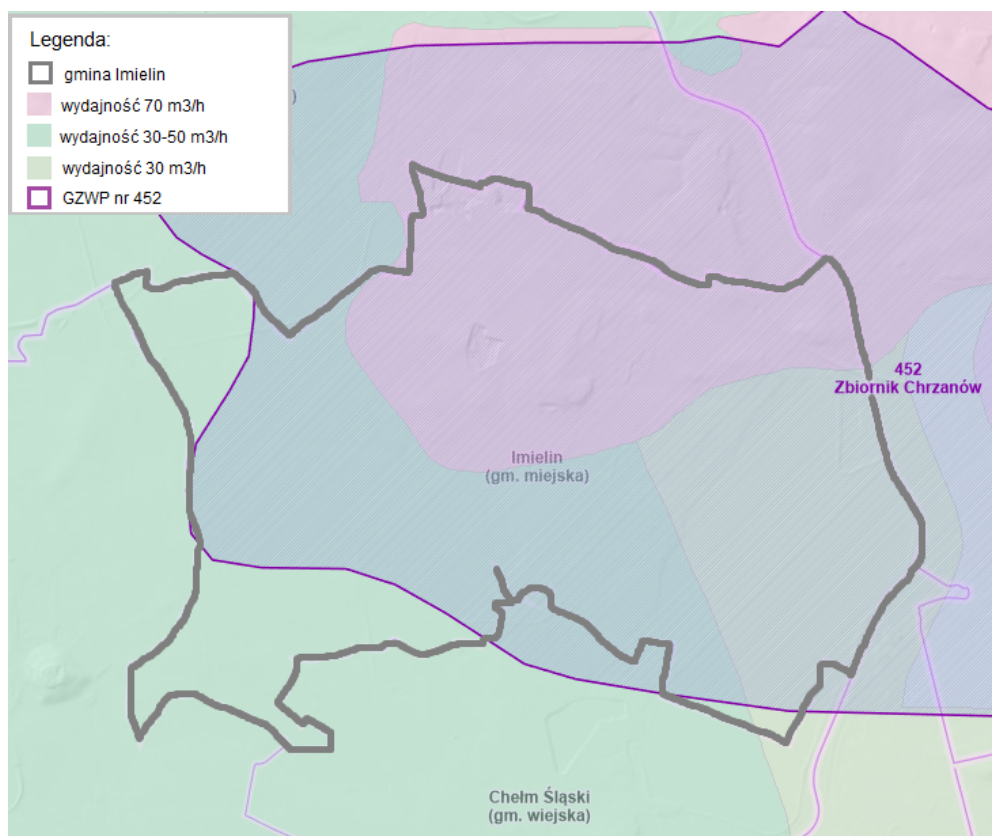 Legenda:
gmina Imielin
wydajność 70 m3/h
wydajność 30-50 m3/h
wydajność 30 m3/h
GZWP nr 452
)
452
Zbiornik Chrzanów
Imielin
(gm. miejska)
Chełm Śląski
(gm. wiejska)